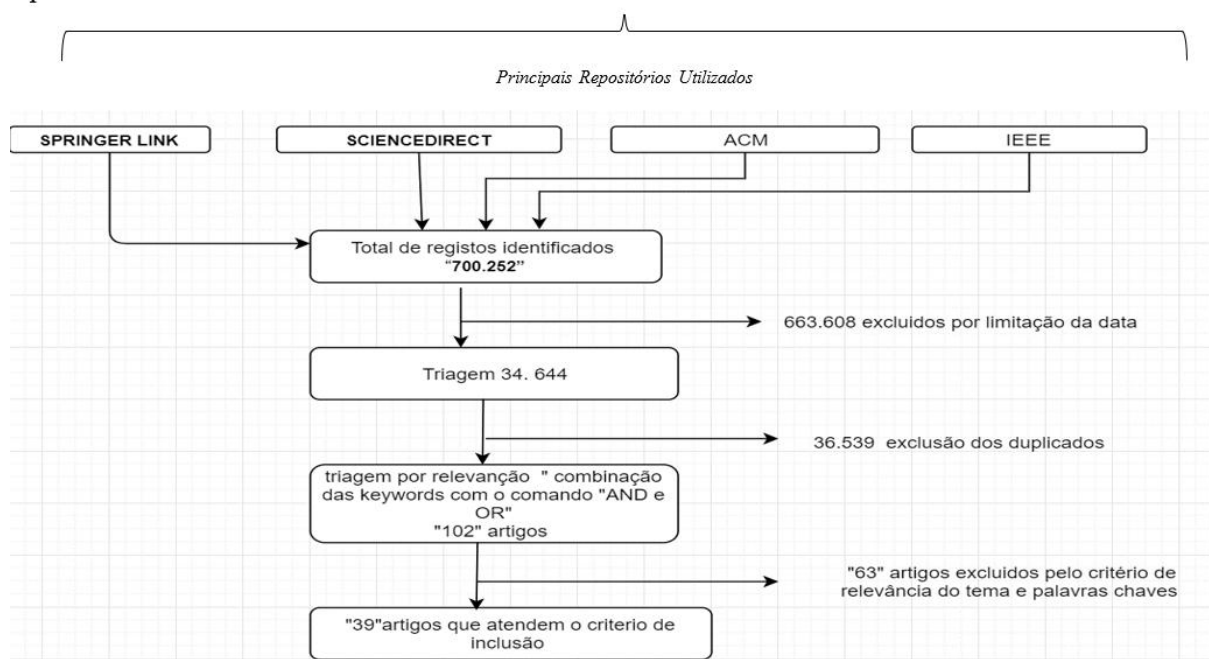 Principais Repositórios Utilizados
SPRINGER LINK
SCIENCEDIRECT
ACM
IEEE
Total de registos identificados
"700.252"
663.608 excluidos por limitação da data
Triagem 34. 644
36.539 exclusão dos duplicados
triagem por relevanção " combinação
das keywords com o comando "AND e
OR"
"102" artigos
"63" artigos excluidos pelo critério de
relevância do tema e palavras chaves
"39"artigos que atendem o criterio de
inclusão